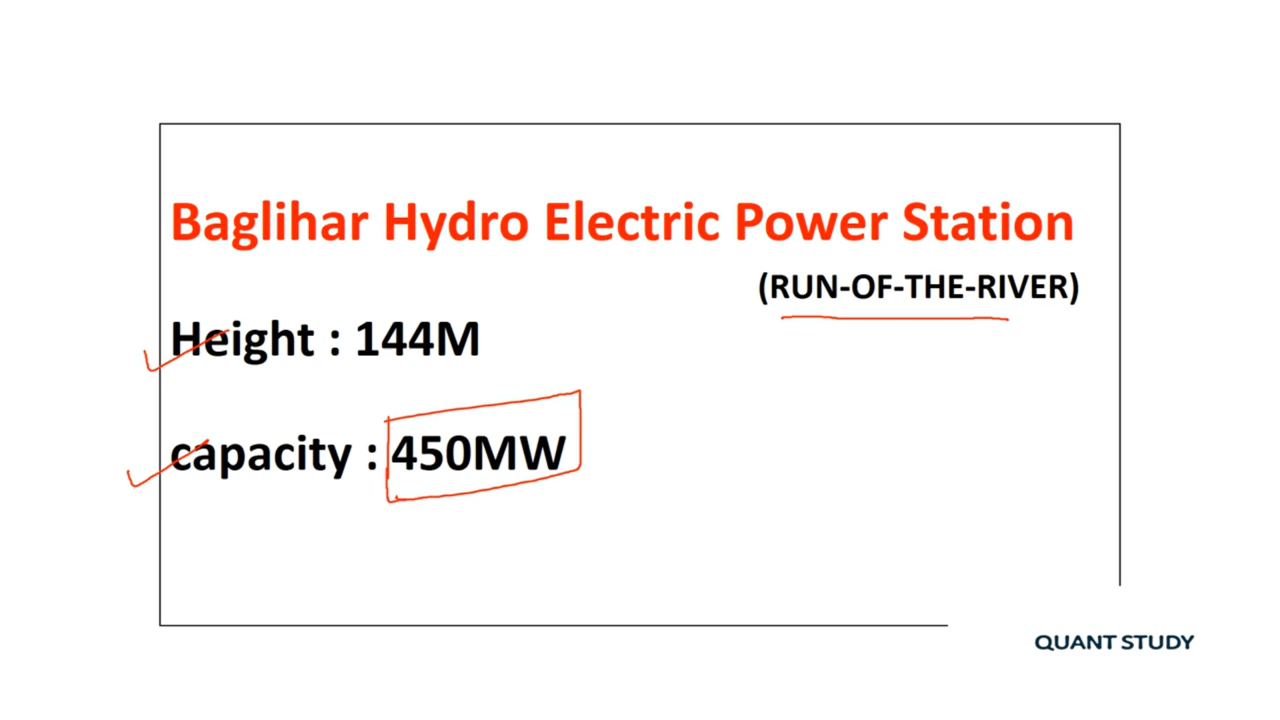 Baglihar Hydro Electric Power Station
(RUN-OF-THE-RIVER)
Height : 144M
capacity : 450MW
QUANT STUDY